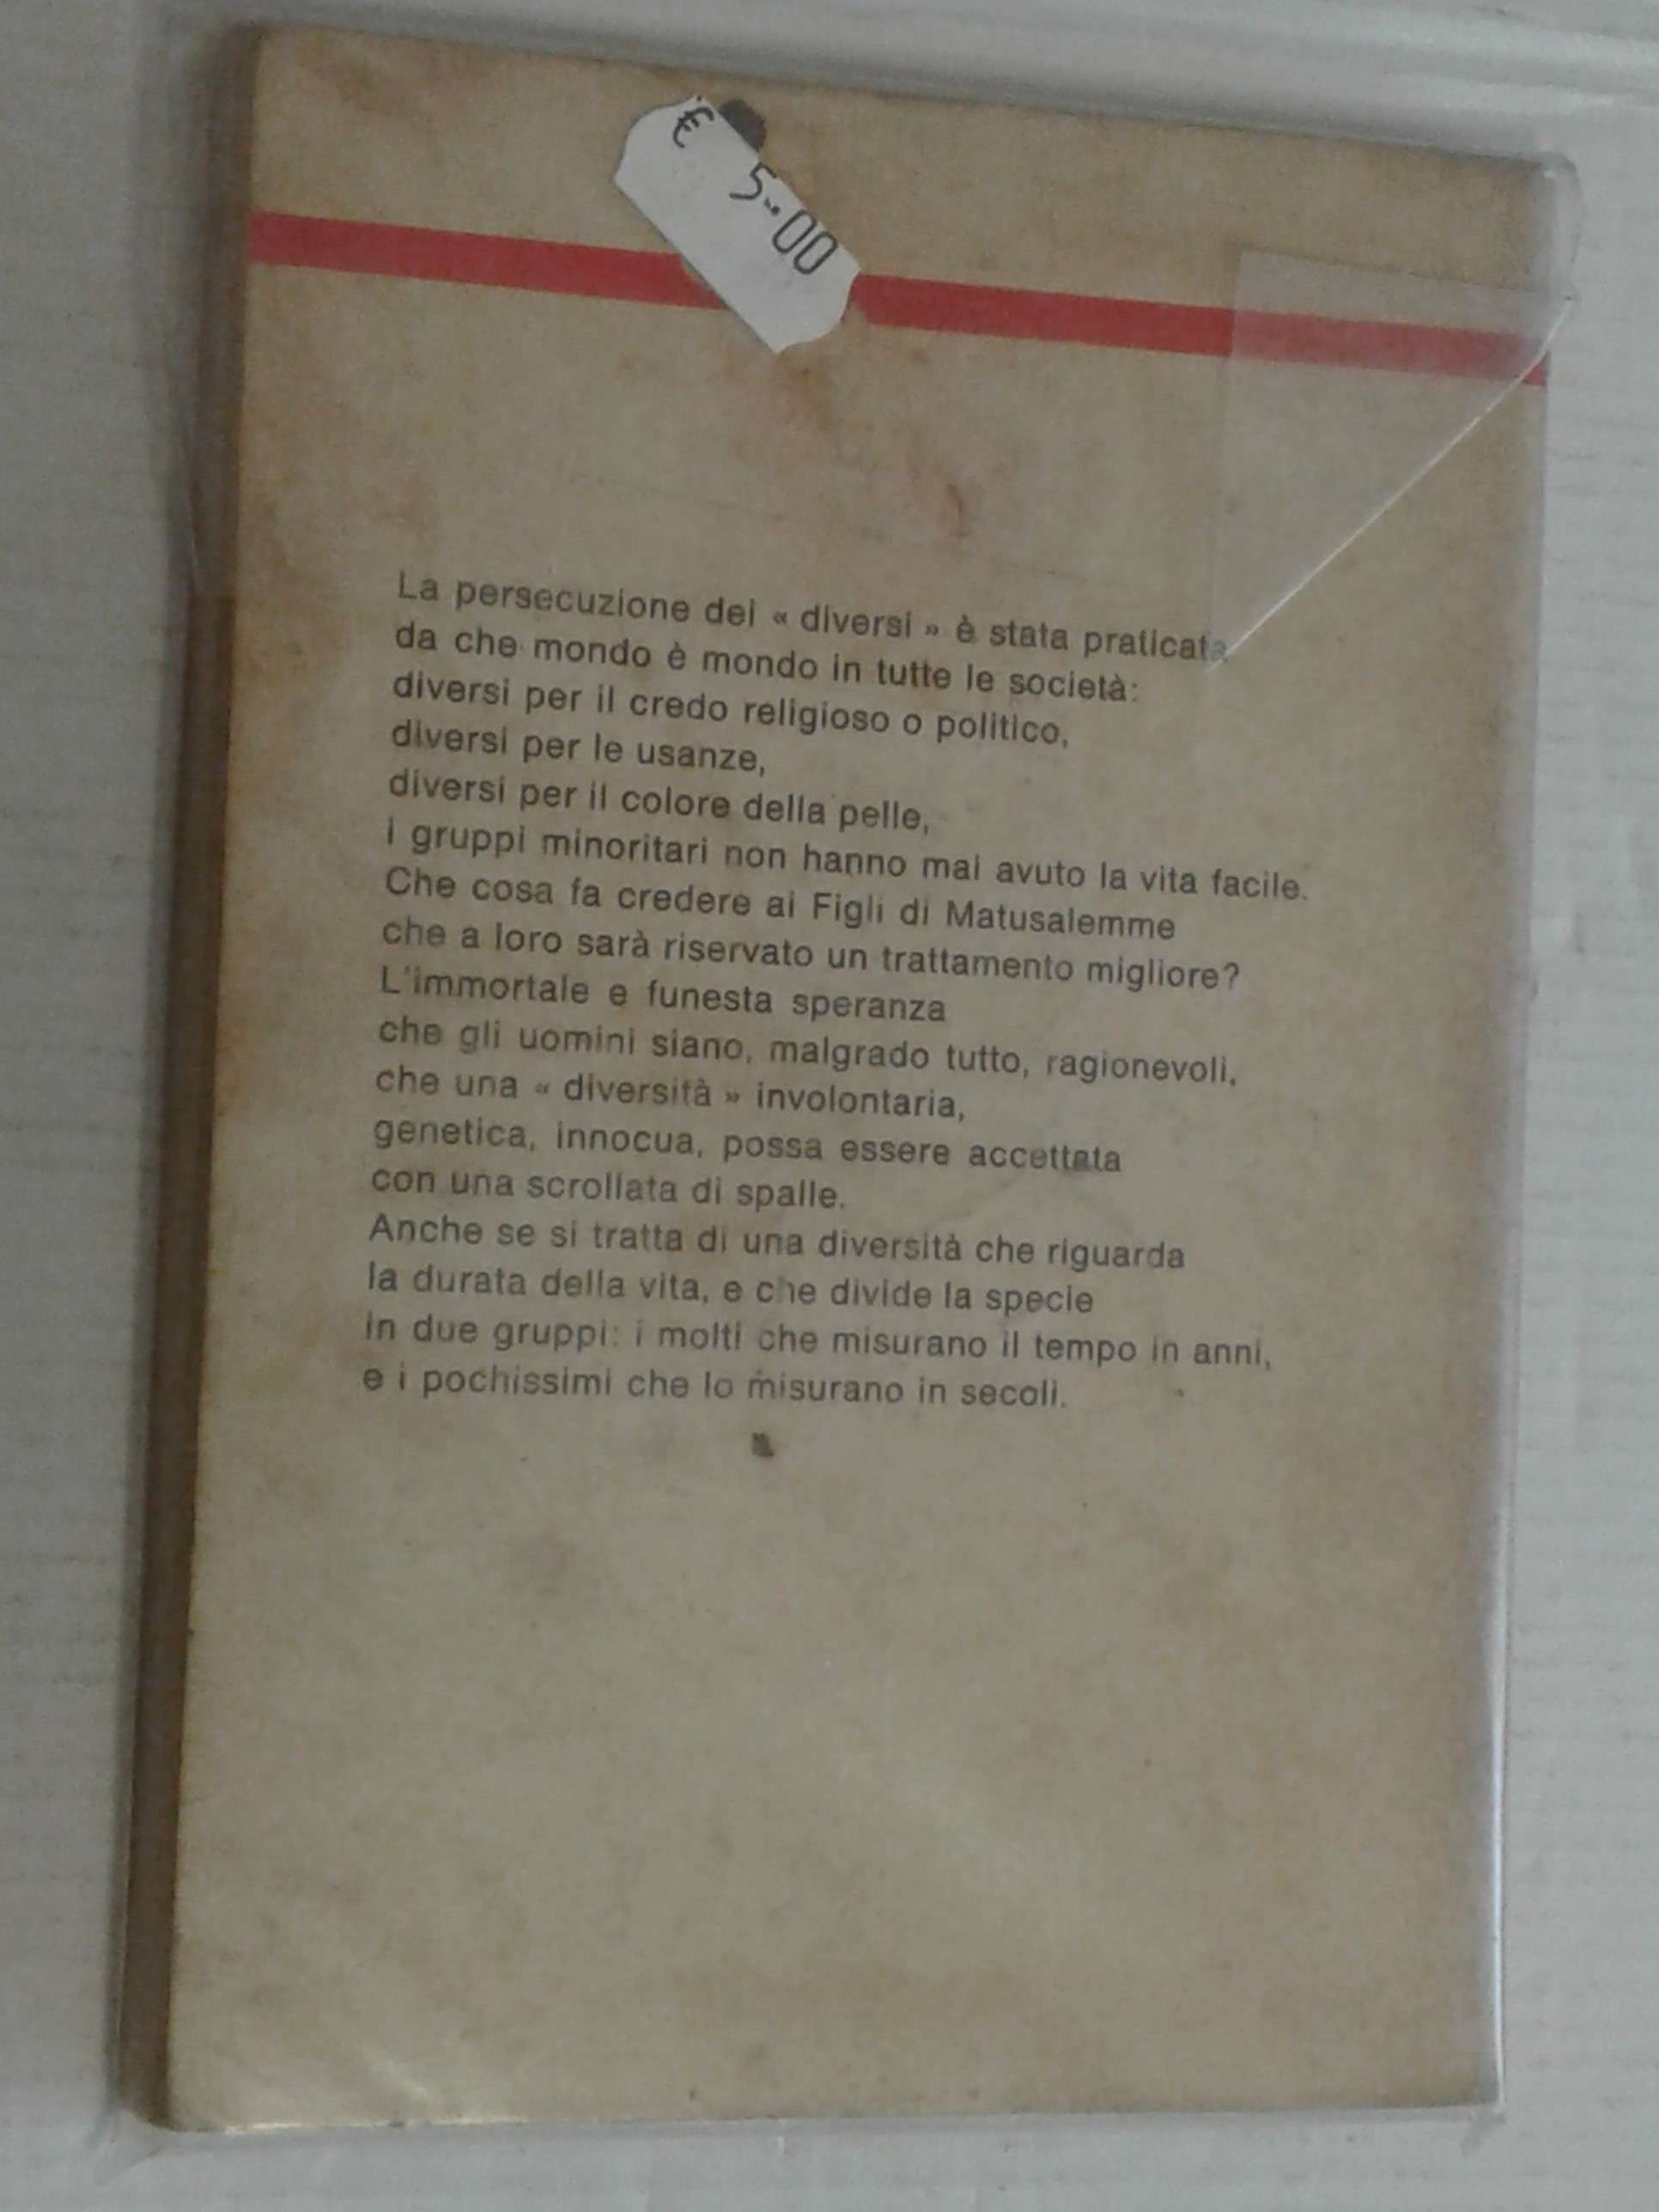 € 5.00
La persecuzione dei « diversi » è stata praticata
da che mondo è mondo in tutte le società:
diversi per il credo religioso o politico,
diversi per le usanze,
diversi per il colore della pelle,
i gruppi minoritari non hanno mai avuto la vita facile.
Che cosa fa credere ai Figli di Matusalemme
che a loro sarà riservato un trattamento migliore?
L'immortale e funesta speranza
che gli uomini siano, malgrado tutto, ragionevoli,
che una « diversità » involontaria,
genetica, innocua, possa essere accettata
con una scrollata di spalle.
Anche se si tratta di una diversità che riguarda
la durata della vita, e che divide la specie
in due gruppi: i molti che misurano il tempo in anni,
e i pochissimi che lo misurano in secoli.